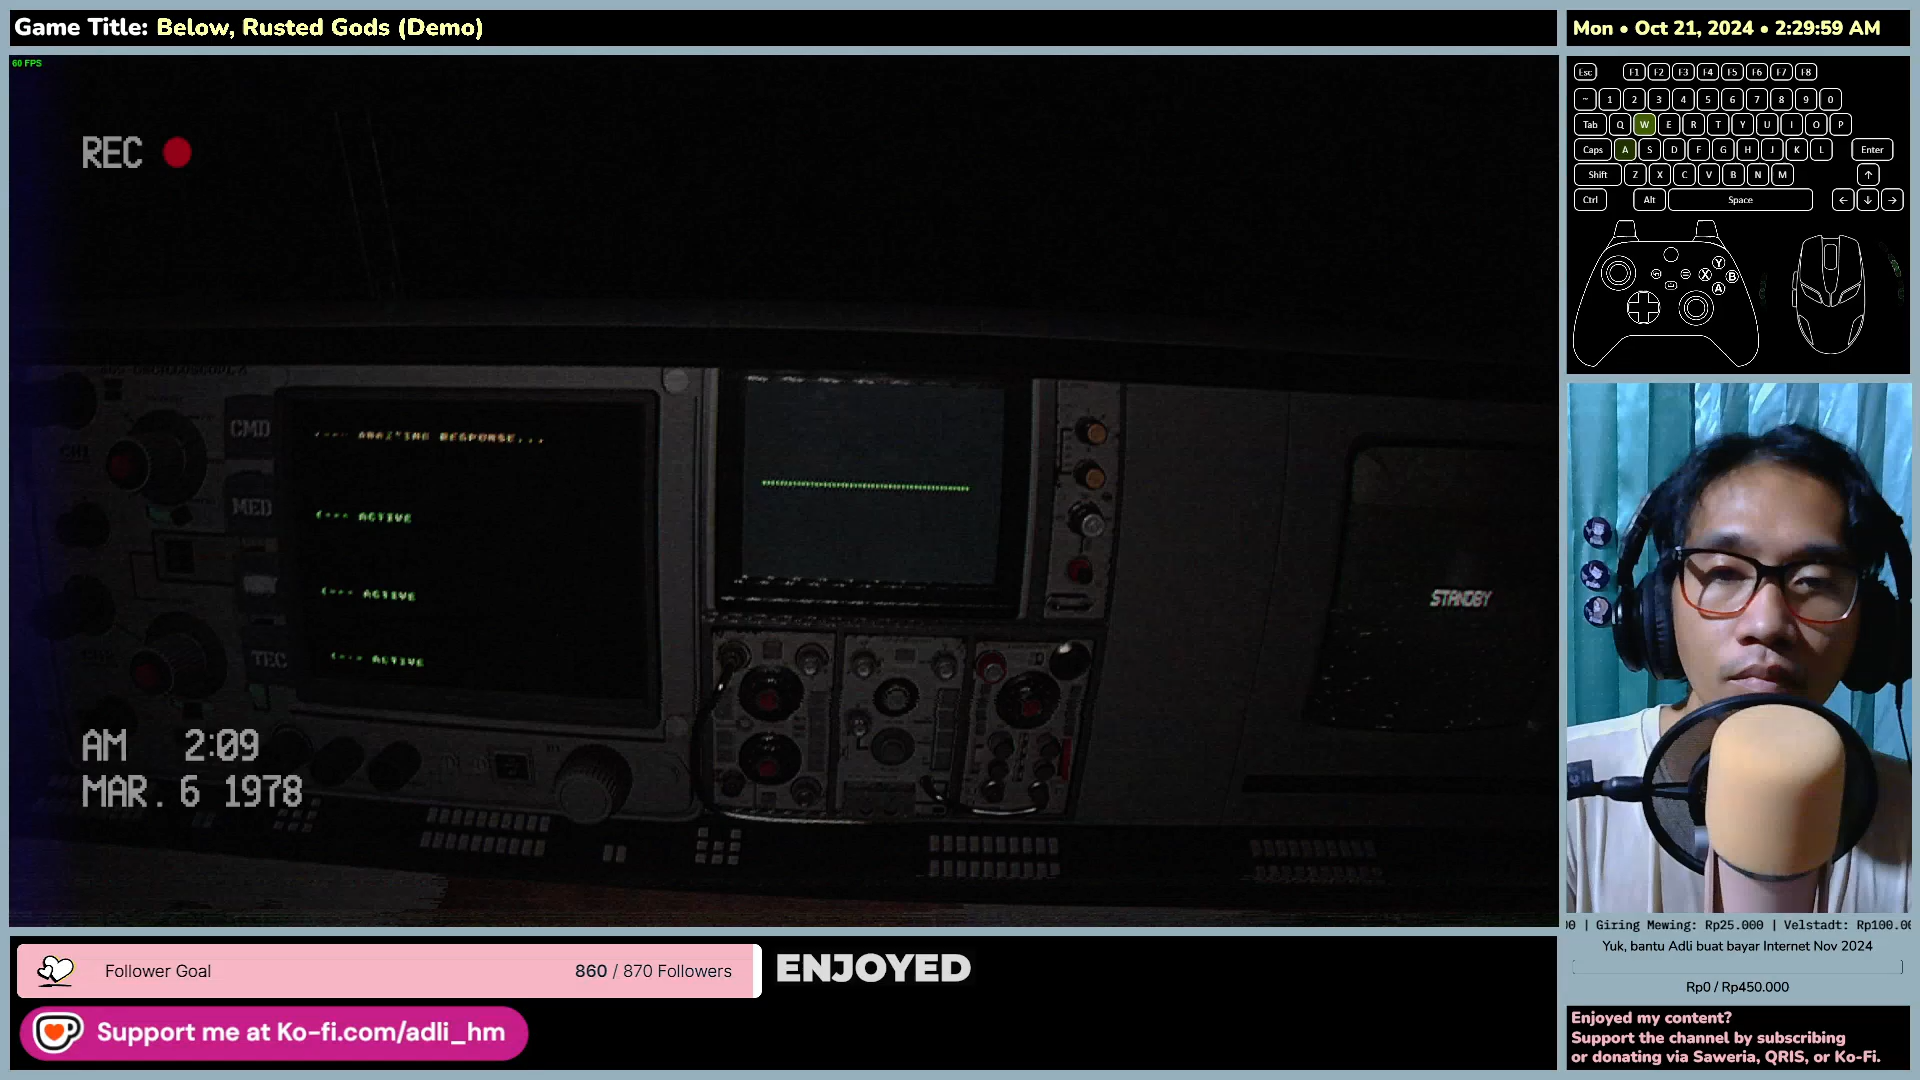 Game Title: Below, Rusted Gods (Demo)
Mon • Oct 21, 2024 • 2:29:59 AM
60 FPS
REC
Esc F1 F2 F3 F4 F5 F6 F7 F8
~ 1 2 3 4 5 6 7 8 9 0
Tab Q W E R T Y U I O P
Caps A S D F G H J K L Enter
Shift Z X C V B N M ↑
Ctrl Alt Space ← ↓ →
Y
X B
A
CMD
<--- AWAITING RESPONSE...
MED
<--- ACTIVE
<--- ACTIVE
TEC
<--- ACTIVE
STANDBY
AM 2:09
MAR. 6 1978
Follower Goal 860 / 870 Followers
ENJOYED
Support me at Ko-fi.com/adli_hm
00 | Giring Mewing: Rp25.000 | Velstadt: Rp100.00
Yuk, bantu Adli buat bayar Internet Nov 2024
Rp0 / Rp450.000
Enjoyed my content?
Support the channel by subscribing
or donating via Saweria, QRIS, or Ko-Fi.